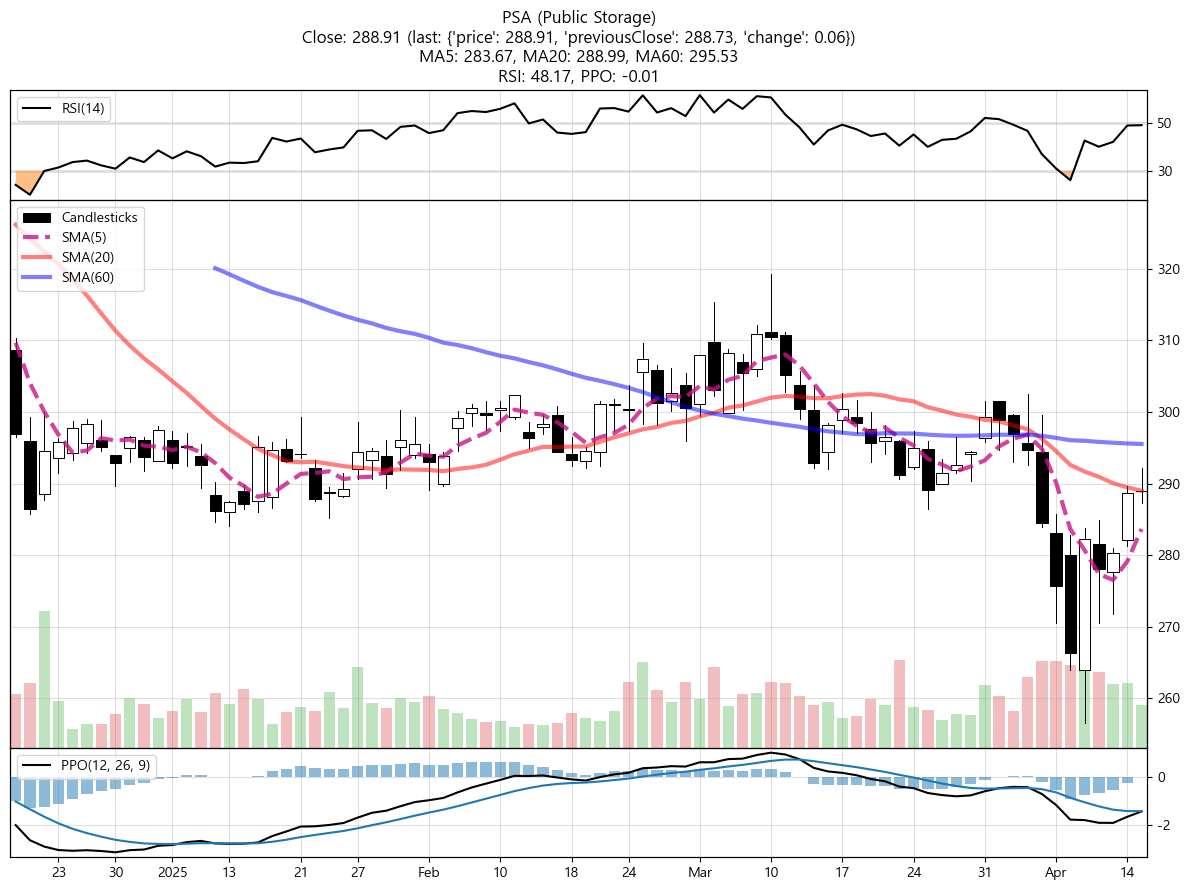 PSA (Public Storage)
Close: 288.91 (last: {'price': 288.91, 'previousClose': 288.73, 'change': 0.06})
MA5: 283.67, MA20: 288.99, MA60: 295.53
RSI: 48.17, PPO: -0.01
RSI(14)
50
30
Candlesticks
SMA(5)
SMA(20)
SMA(60)
320
310
300
290
280
270
260
PPO(12, 26, 9)
0
-2
23 30 2025 13 21 27 Feb 10 18 24 Mar 10 17 24 31 Apr 14